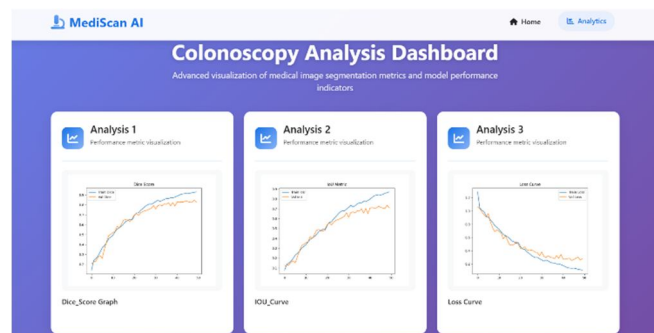 MediScan AI
Home
Analytics
Colonoscopy Analysis Dashboard
Advanced visualization of medical image segmentation metrics and model performance
indicators
Analysis 1
Performance metric visualization
Analysis 2
Performance metric visualization
Analysis 3
Performance metric visualization
Dice Score
IoU Metric
Loss Curve
Dice_Score Graph
IOU_Curve
Loss Curve